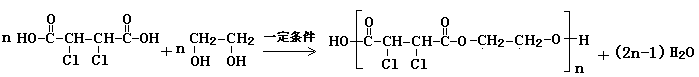 O O CH₂-CH₂ O O
n HO-C-CH-CH-C-OH + n OH OH 一定条件 HO-[C-CH-CH-C-O-CH₂-CH₂-O]ₙ-H + (2n-1) H₂O
Cl Cl Cl Cl